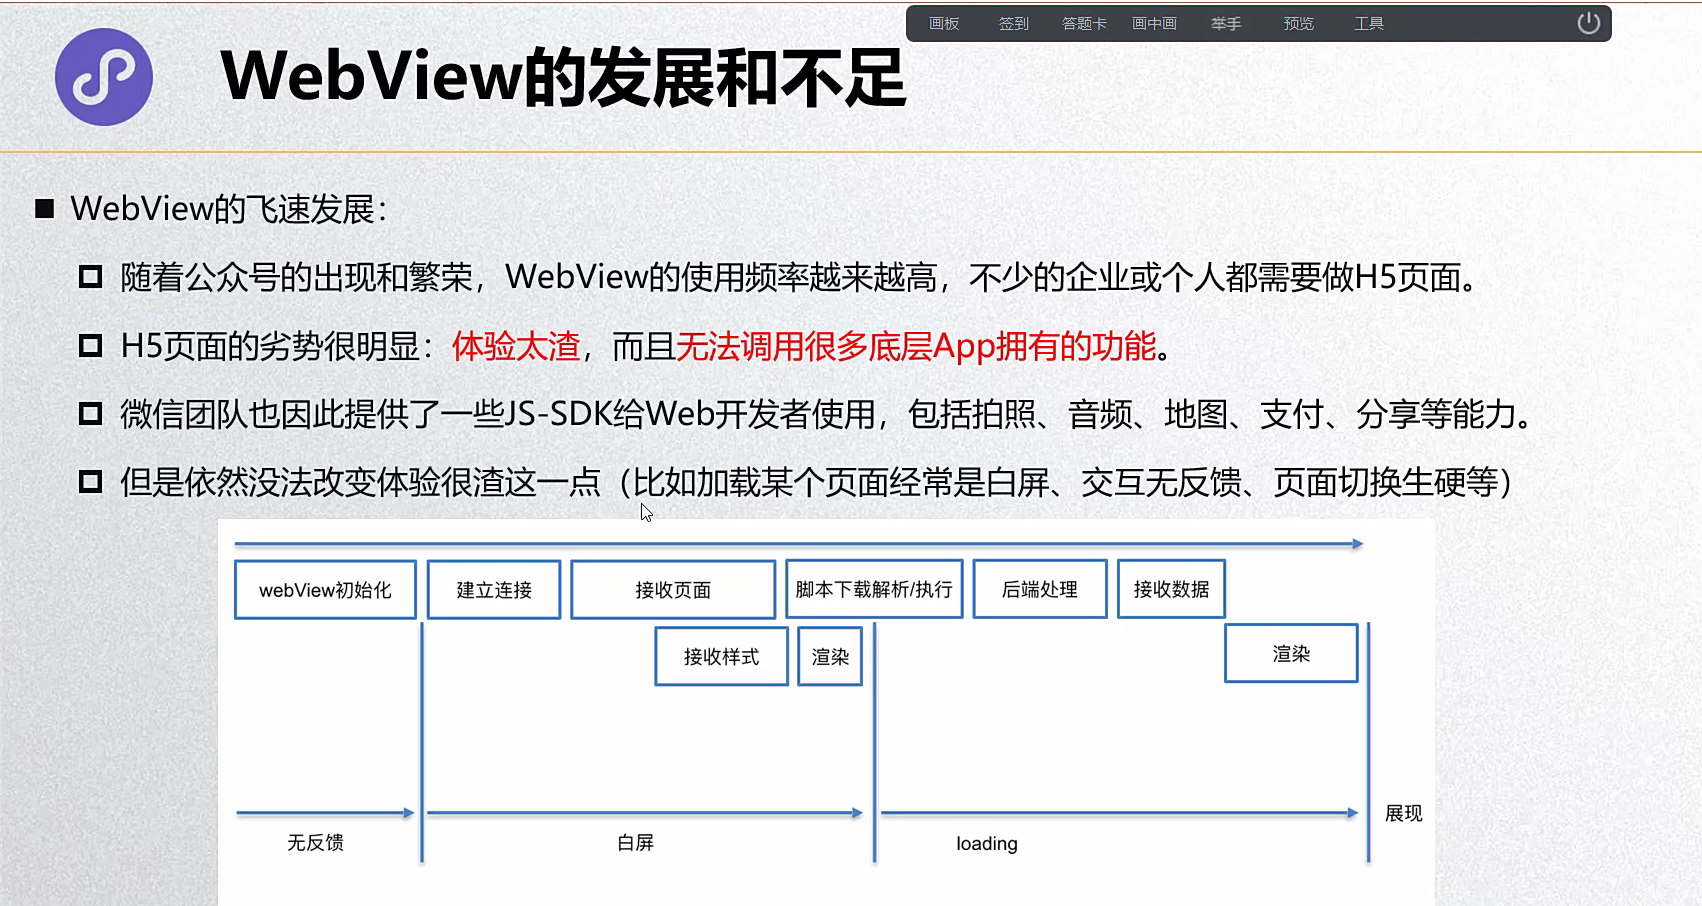 画板 签到 答题卡 画中画 举手 预览 工具
WebView的发展和不足
WebView的飞速发展：
随着公众号的出现和繁荣，WebView的使用频率越来越高，不少的企业或个人都需要做H5页面。
H5页面的劣势很明显：体验太渣，而且无法调用很多底层App拥有的功能。
微信团队也因此提供了一些JS-SDK给Web开发者使用，包括拍照、音频、地图、支付、分享等能力。
但是依然没法改变体验很渣这一点（比如加载某个页面经常是白屏、交互无反馈、页面切换生硬等）
webView初始化 建立连接 接收页面 脚本下载解析/执行 后端处理 接收数据
接收样式 渲染 渲染
展现
无反馈 白屏 loading